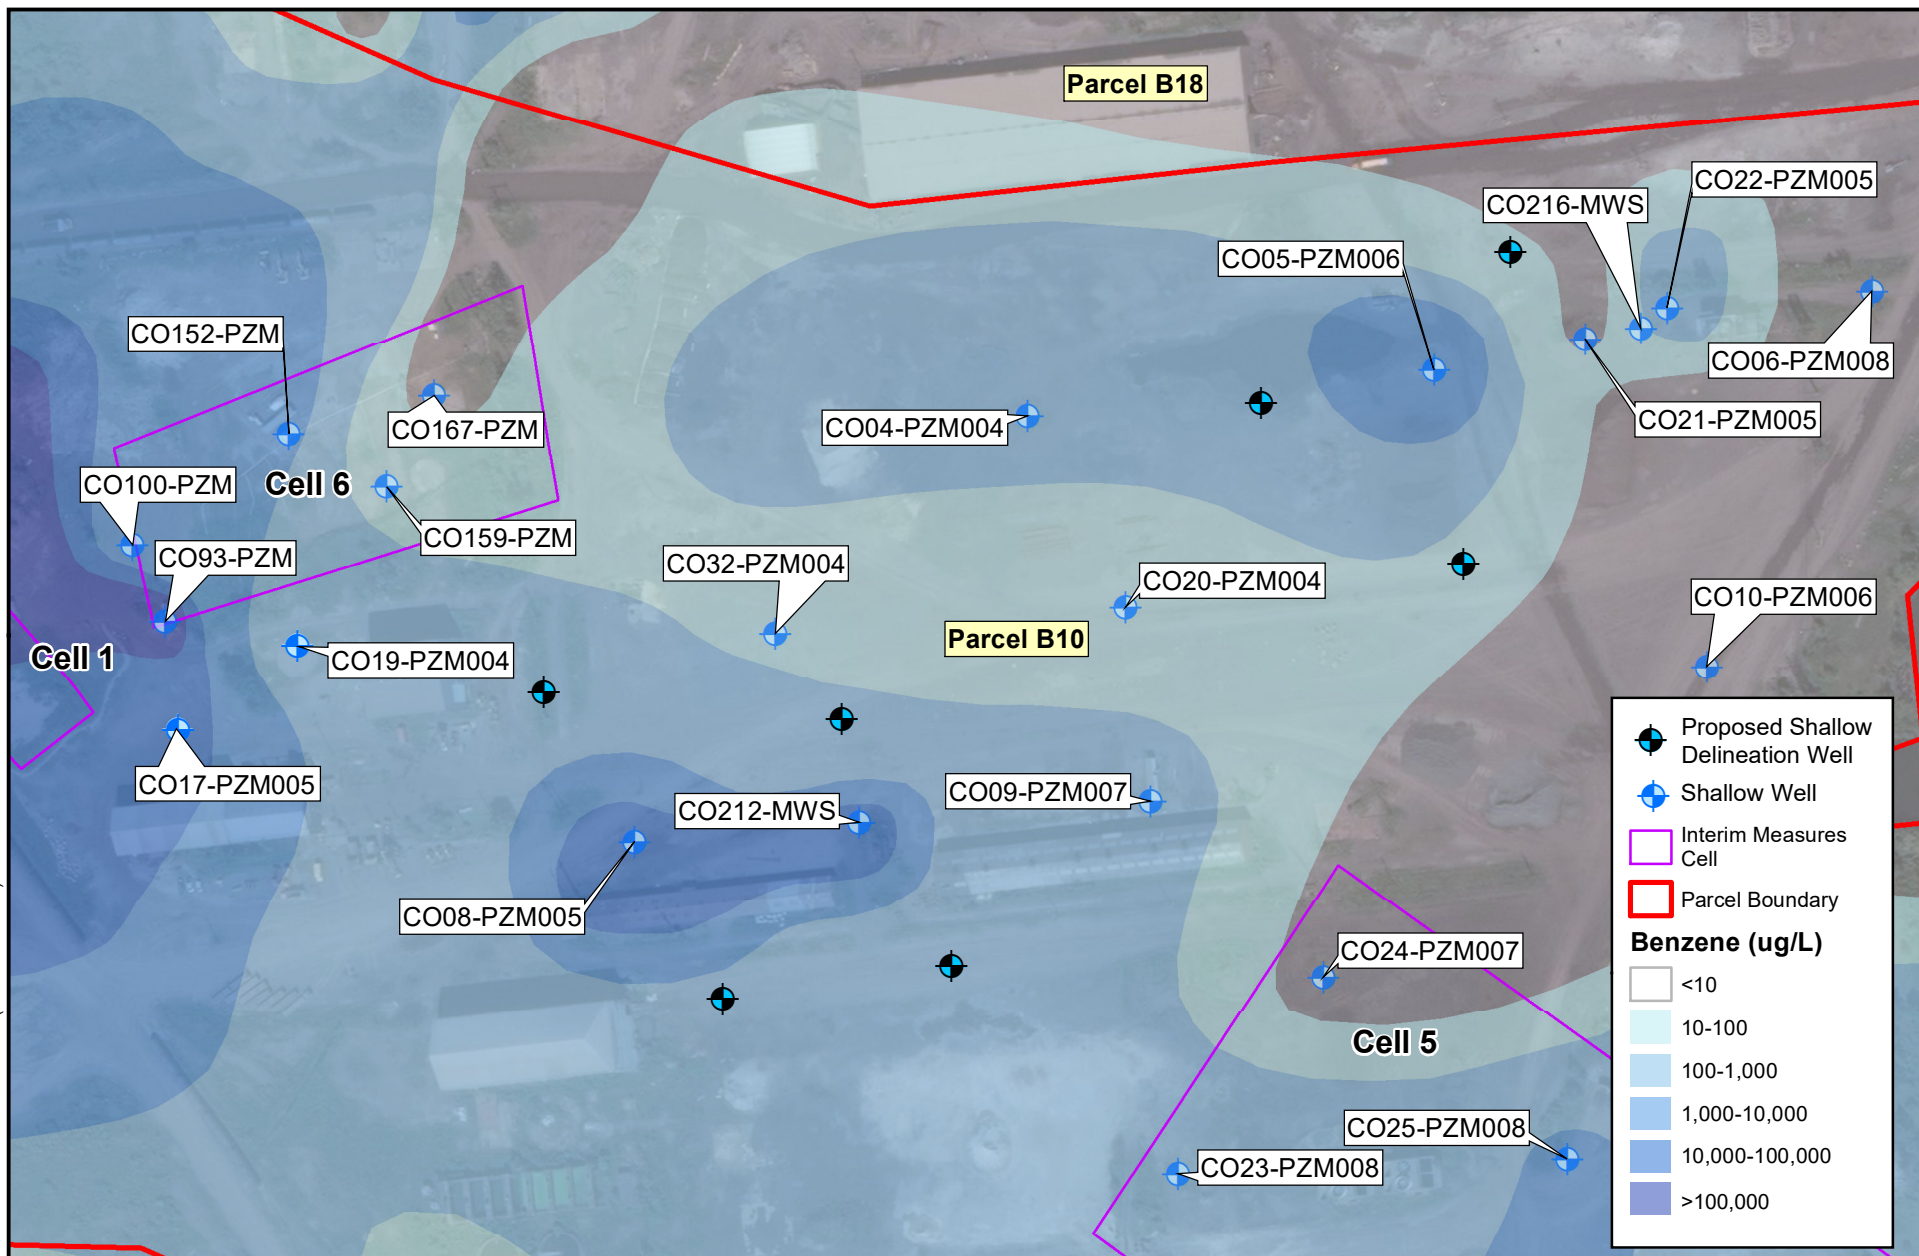 Parcel B18
CO22-PZM005
CO216-MWS
CO05-PZM006
CO152-PZM
CO06-PZM008
CO167-PZM
CO04-PZM004
CO21-PZM005
CO100-PZM
Cell 6
CO159-PZM
CO93-PZM
CO32-PZM004
CO20-PZM004
CO10-PZM006
Parcel B10
Cell 1
CO19-PZM004
CO17-PZM005
CO09-PZM007
CO212-MWS
CO08-PZM005
CO24-PZM007
Cell 5
CO25-PZM008
CO23-PZM008
Proposed Shallow
Delineation Well
Shallow Well
Interim Measures
Cell
Parcel Boundary
Benzene (ug/L)
<10
10-100
100-1,000
1,000-10,000
10,000-100,000
>100,000